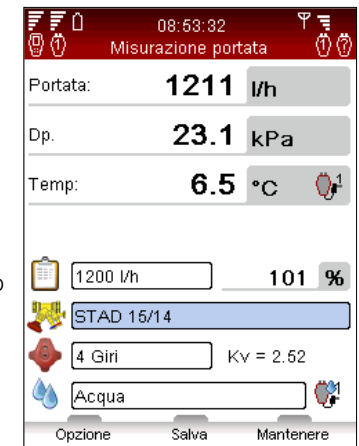 08:53:32
Misurazione portata
Portata: 1211 l/h
Dp. 23.1 kPa
Temp: 6.5 °C 1
1200 l/h 101 %
STAD 15/14
4 Giri Kv = 2.52
Acqua
Opzione Salva Mantenere